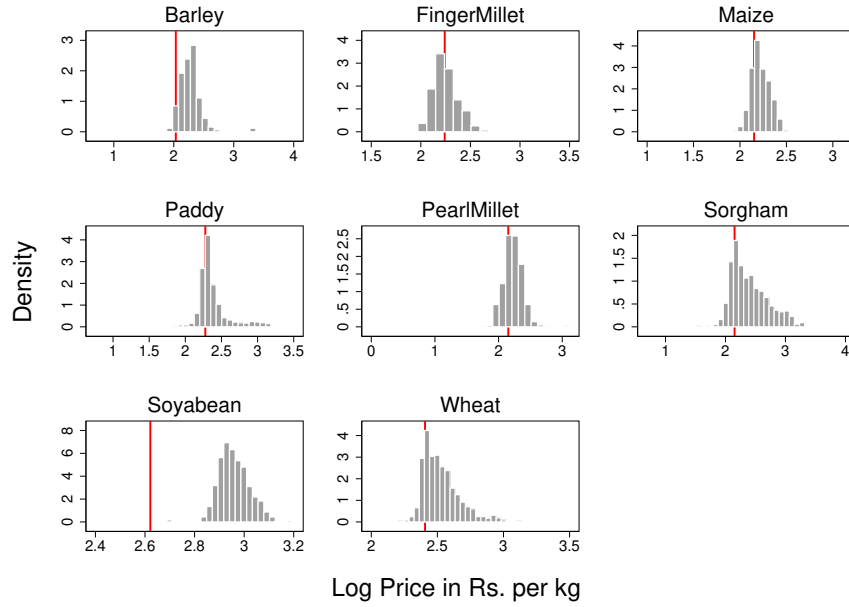 Barley
FingerMillet
Maize
0 1 2 3
1 2 3 4
0 1 2 3 4
1.5 2 2.5 3 3.5
0 1 2 3 4
1 1.5 2 2.5 3
Paddy
PearlMillet
Sorgham
0 1 2 3 4
1 1.5 2 2.5 3 3.5
0 .5 1 1.5 2 2.5
0 1 2 3
0 .5 1 1.5 2
1 2 3 4
Density
Soyabean
Wheat
0 2 4 6 8
2.4 2.6 2.8 3 3.2
0 1 2 3 4
2 2.5 3 3.5
Log Price in Rs. per kg